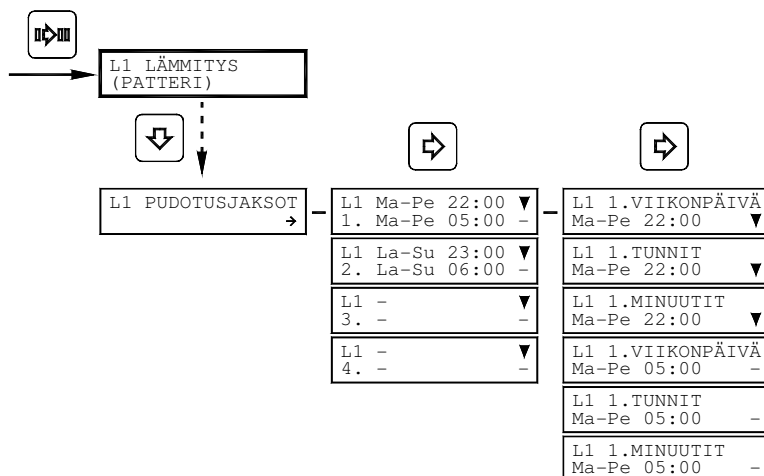 L1 LÄMMITYS
(PATTERI)
L1 PUDOTUSJAKSOT
→
L1 Ma-Pe 22:00 ▼
1. Ma-Pe 05:00 -
L1 La-Su 23:00 ▼
2. La-Su 06:00 -
L1 - ▼
3. - -
L1 - ▼
4. - -
L1 1.VIIKONPÄIVÄ
Ma-Pe 22:00 ▼
L1 1.TUNNIT
Ma-Pe 22:00 ▼
L1 1.MINUUTIT
Ma-Pe 22:00 ▼
L1 1.VIIKONPÄIVÄ
Ma-Pe 05:00 -
L1 1.TUNNIT
Ma-Pe 05:00 -
L1 1.MINUUTIT
Ma-Pe 05:00 -